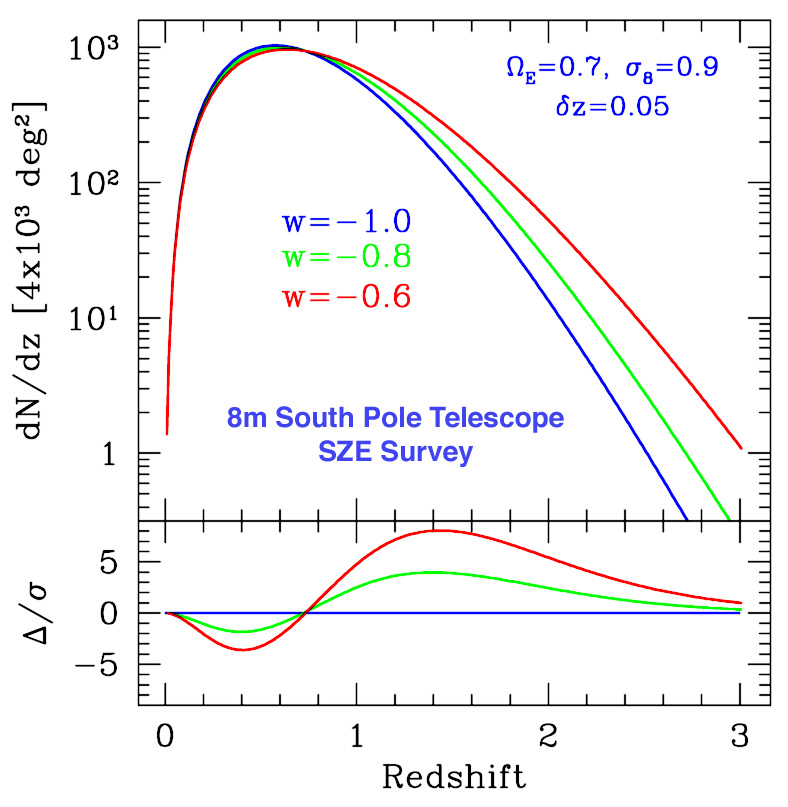 10³
Ω_E=0.7, σ₈=0.9
δz=0.05
10²
w=−1.0
w=−0.8
w=−0.6
10¹
dN/dz [4x10³ deg²]
8m South Pole Telescope
SZE Survey
1
5
0
−5
Δ/σ
0 1 2 3
Redshift